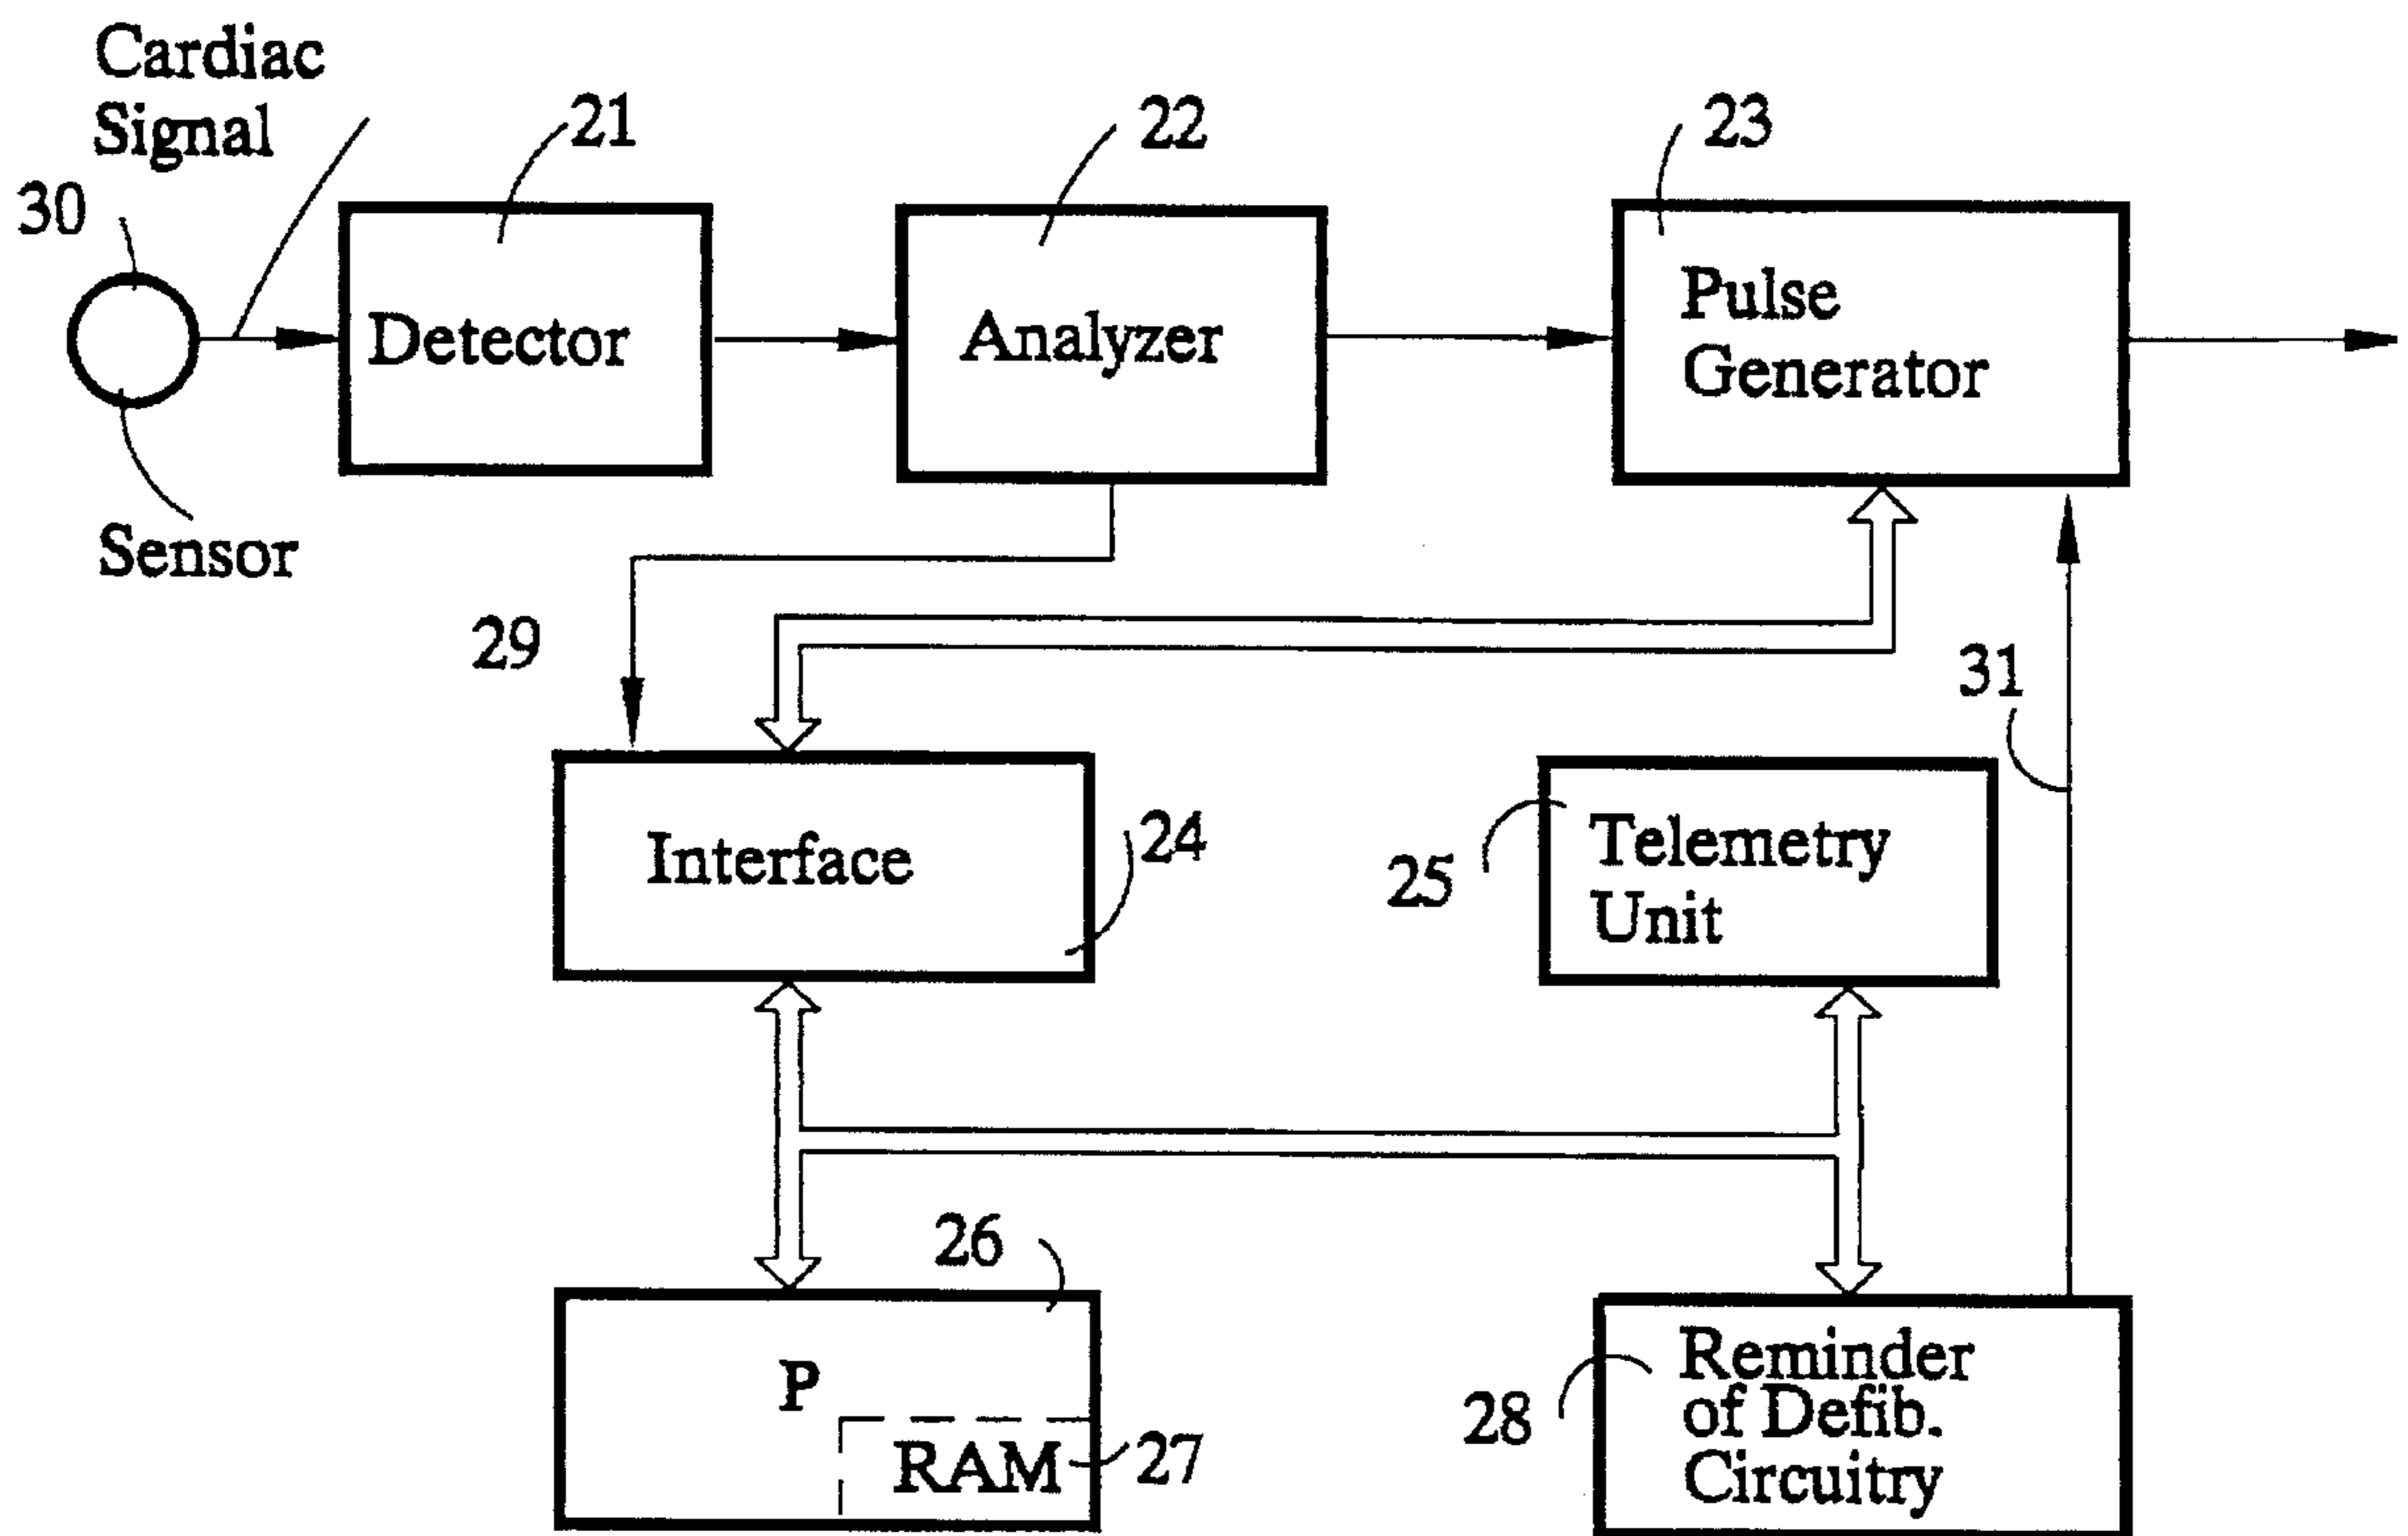 Cardiac
Signal
21
22
23
30
Detector
Analyzer
Pulse
Generator
Sensor
29
31
Interface
24
25
Telemetry
Unit
26
P
RAM
27
28
Reminder
of Defib.
Circuitry